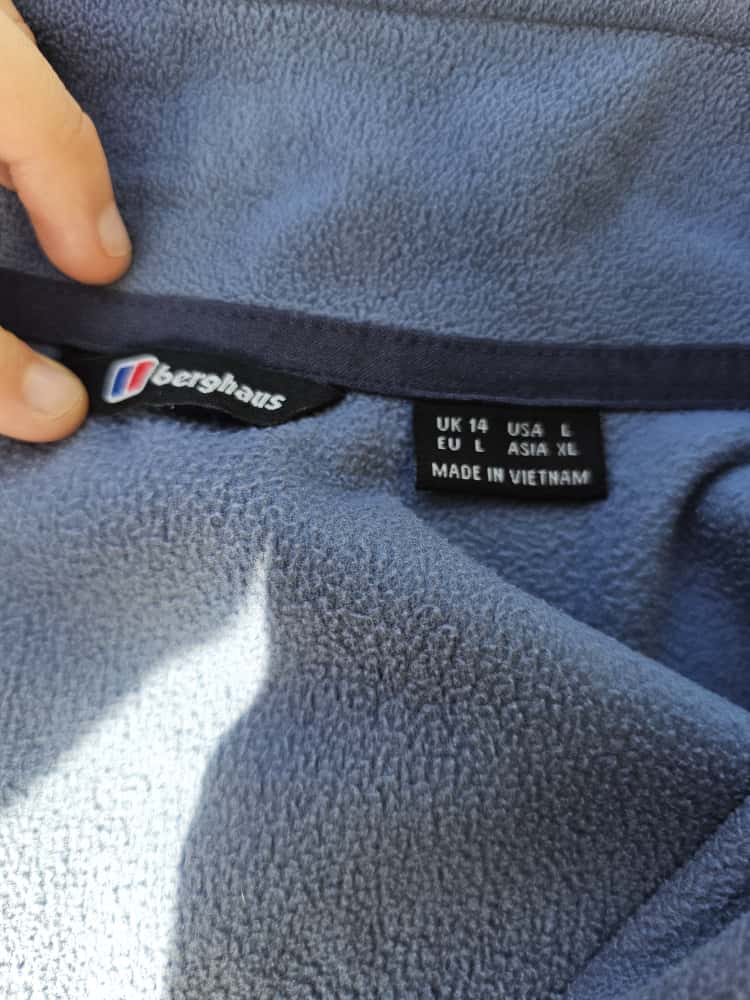 berghaus
UK 14 USA L
EU L ASIA XL
MADE IN VIETNAM